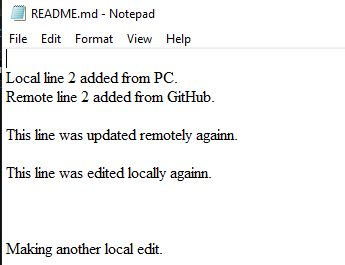 README.md - Notepad
File Edit Format View Help
Local line 2 added from PC.
Remote line 2 added from GitHub.
This line was updated remotely againn.
This line was edited locally againn.
Making another local edit.